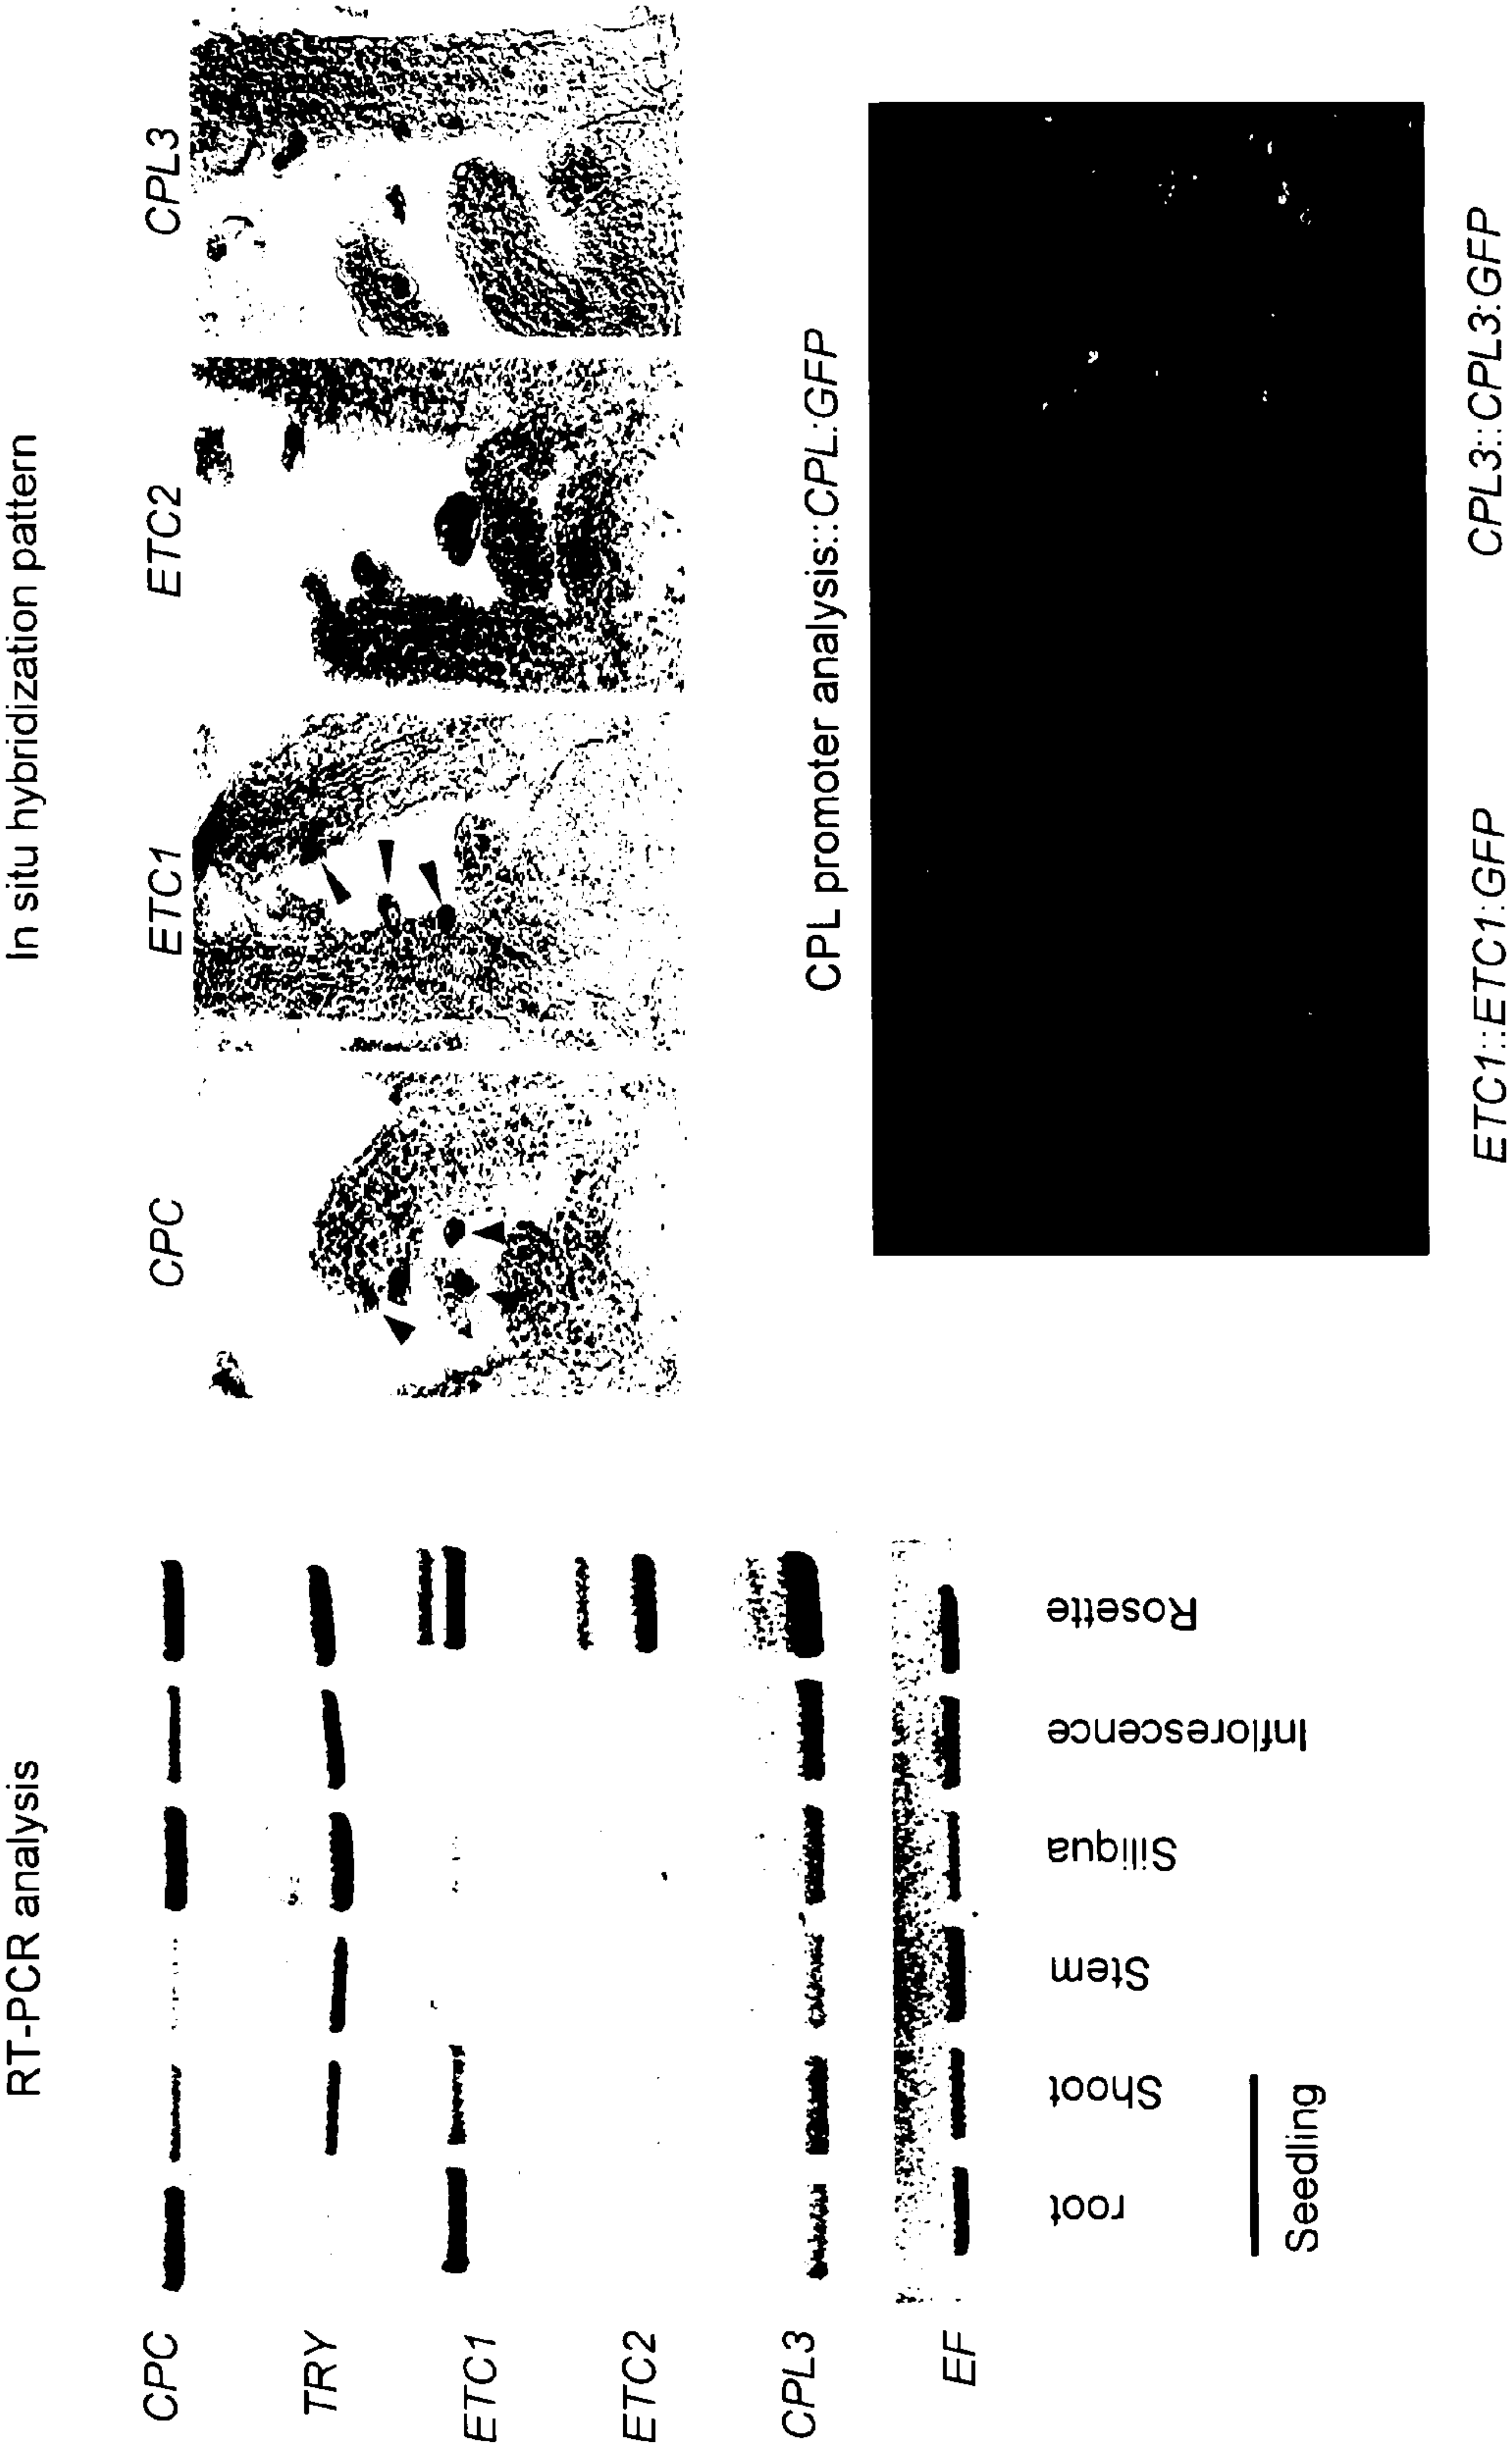 RT-PCR analysis
CPC
TRY
ETC1
ETC2
CPL3
EF
root
Shoot
Stem
Siliqua
Inflorescence
Rosette
Seedling
In situ hybridization pattern
CPC
ETC1
ETC2
CPL3
CPL promoter analysis::CPL:GFP
ETC1::ETC1:GFP
CPL3::CPL3:GFP